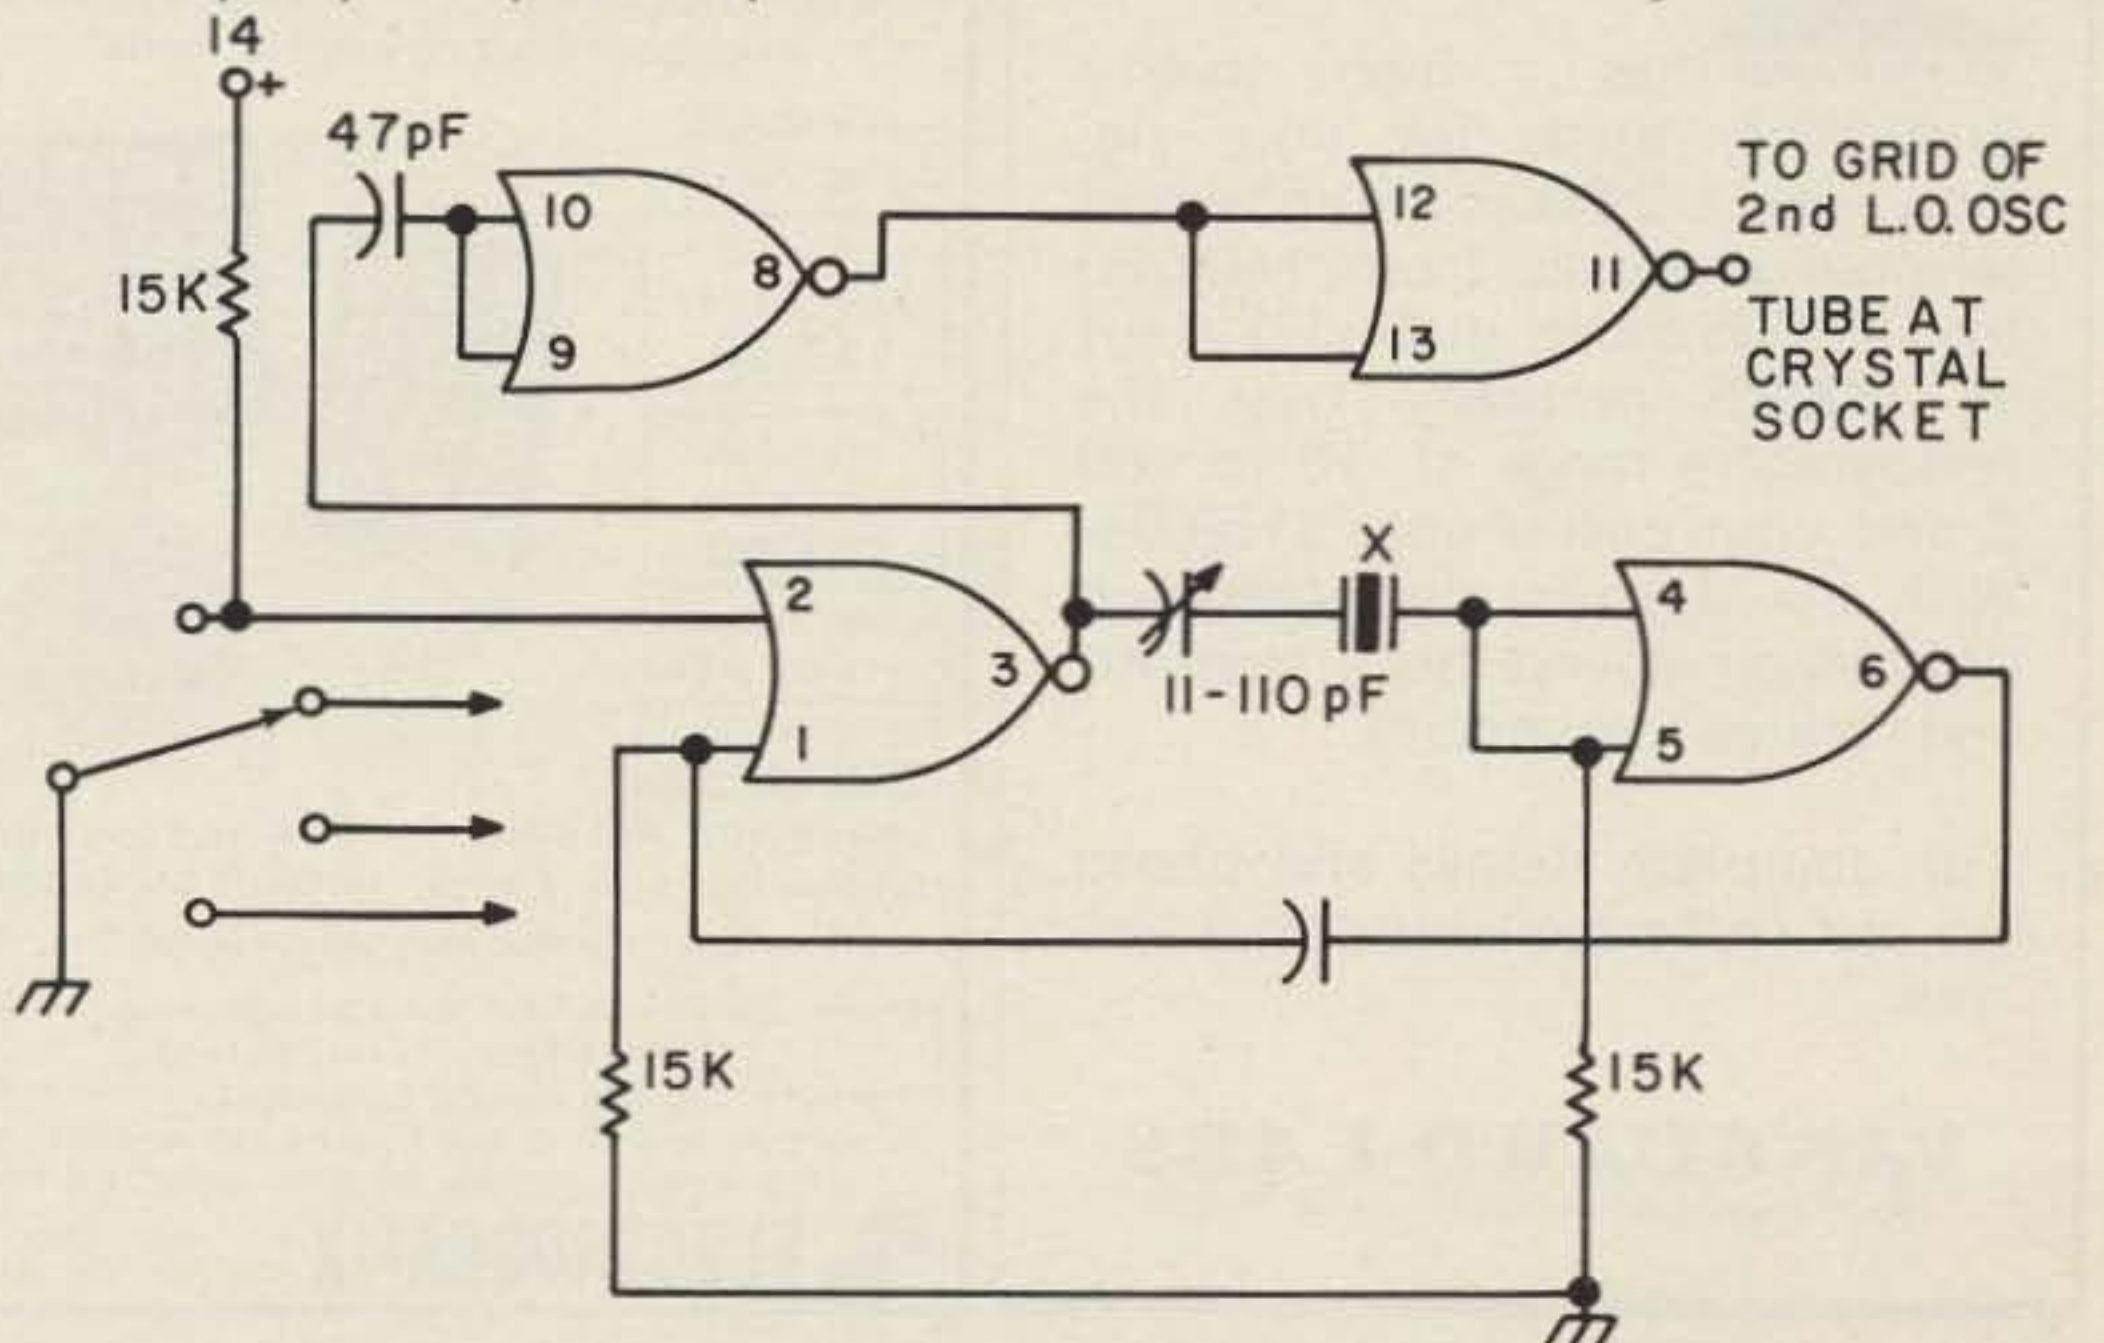 14
+
47pF
15K
10
9
8
12
13
11
TO GRID OF
2nd L.O. OSC
TUBE AT
CRYSTAL
SOCKET
2
1
3
X
11-110pF
4
5
6
15K
15K